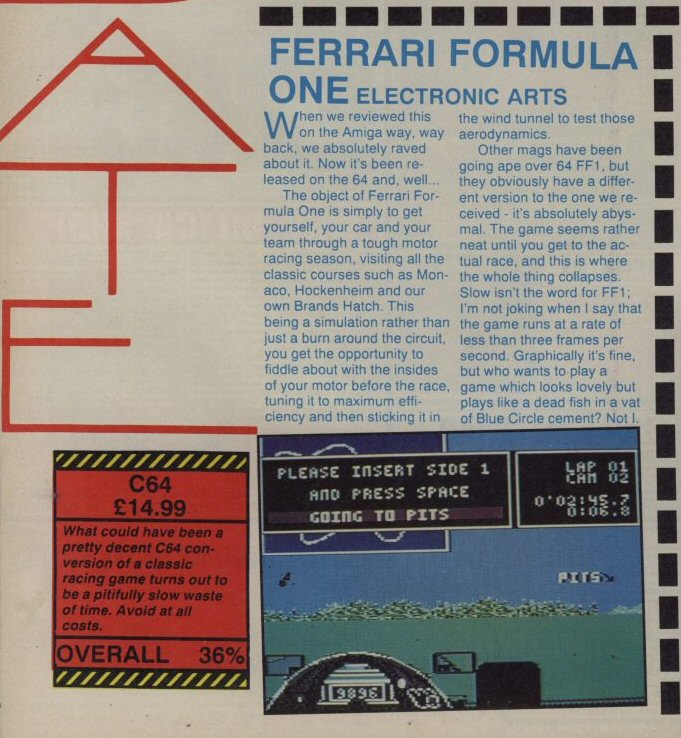 ATE
FERRARI FORMULA
ONE ELECTRONIC ARTS
When we reviewed this
on the Amiga way, way
back, we absolutely raved
about it. Now it's been re-
leased on the 64 and, well...
The object of Ferrari For-
mula One is simply to get
yourself, your car and your
team through a tough motor
racing season, visiting all the
classic courses such as Mon-
aco, Hockenheim and our
own Brands Hatch. This
being a simulation rather than
just a burn around the circuit,
you get the opportunity to
fiddle about with the insides
of your motor before the race,
tuning it to maximum effi-
ciency and then sticking it in
the wind tunnel to test those
aerodynamics.
Other mags have been
going ape over 64 FF1, but
they obviously have a differ-
ent version to the one we re-
ceived - it's absolutely abys-
mal. The game seems rather
neat until you get to the ac-
tual race, and this is where
the whole thing collapses.
Slow isn't the word for FF1;
I'm not joking when I say that
the game runs at a rate of
less than three frames per
second. Graphically it's fine,
but who wants to play a
game which looks lovely but
plays like a dead fish in a vat
of Blue Circle cement? Not I.
C64
£14.99
What could have been a
pretty decent C64 con-
version of a classic
racing game turns out to
be a pitifully slow waste
of time. Avoid at all
costs.
OVERALL 36%
PLEASE INSERT SIDE 1
AND PRESS SPACE
GOING TO PITS
LAP 01
CAM 02
0'02:45.7
0:06.8
PITS
9896